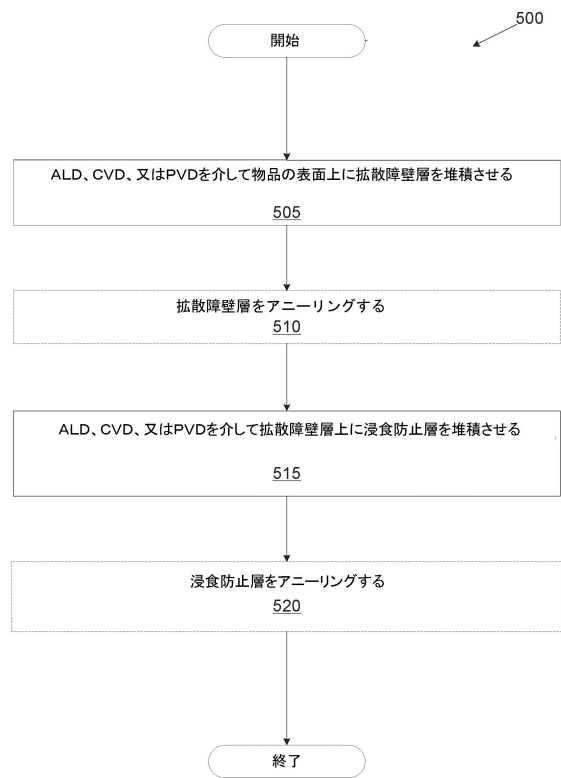 500
開始
ALD、CVD、又はPVDを介して物品の表面上に拡散障壁層を堆積させる
505
拡散障壁層をアニーリングする
510
ALD、CVD、又はPVDを介して拡散障壁層上に浸食防止層を堆積させる
515
浸食防止層をアニーリングする
520
終了